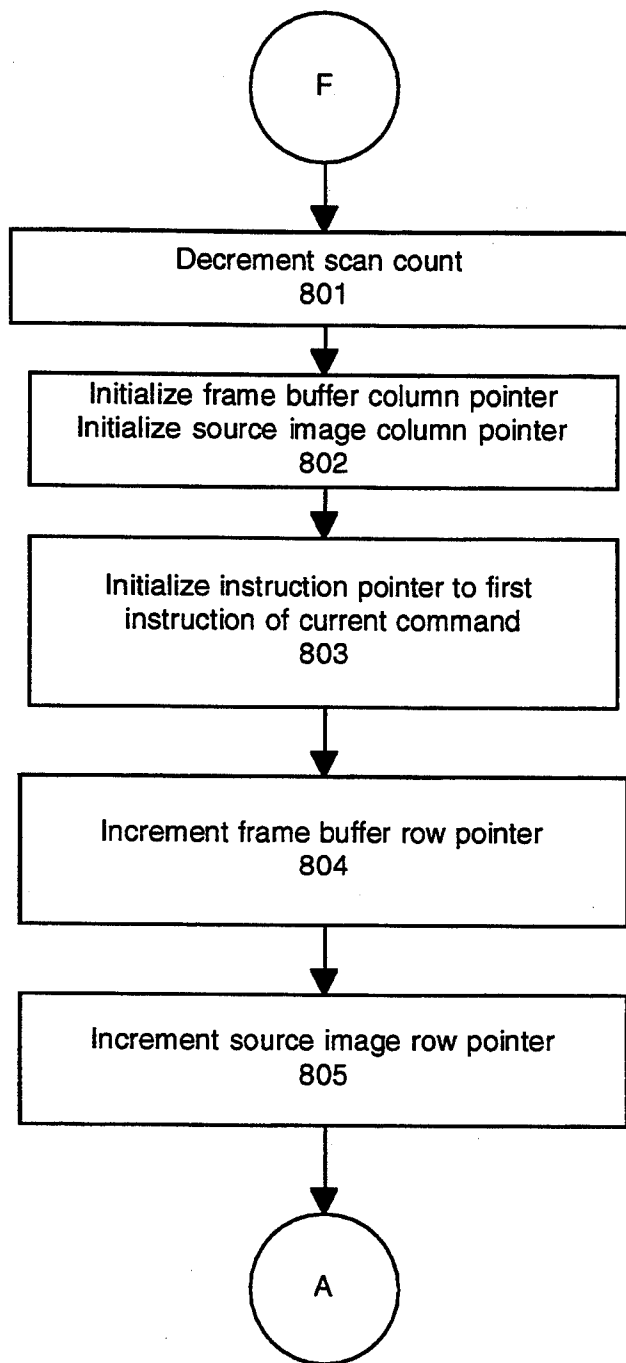 F
Decrement scan count
801
Initialize frame buffer column pointer
Initialize source image column pointer
802
Initialize instruction pointer to first
instruction of current command
803
Increment frame buffer row pointer
804
Increment source image row pointer
805
A